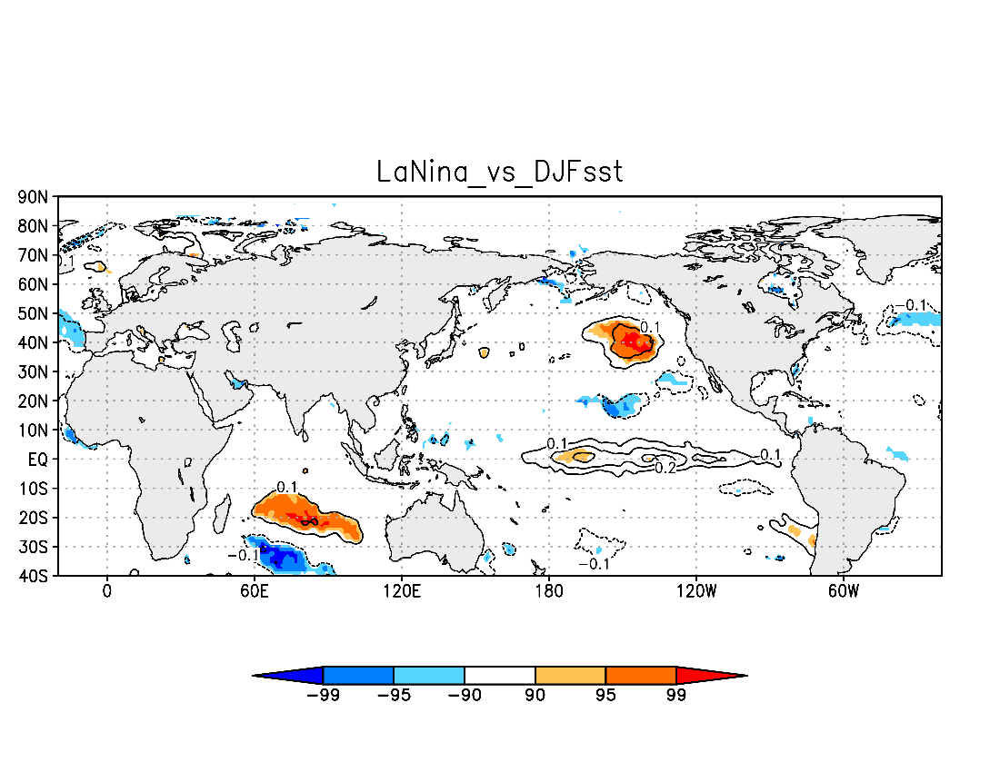 LaNina_vs_DJFsst
90N
80N
70N
60N
50N
40N
30N
20N
10N
EQ
10S
20S
30S
40S
0.1
−0.1
0.1
0.1
0.1
0.2
0.1
−0.1
−0.1
0 60E 120E 180 120W 60W
−99 −95 −90 90 95 99